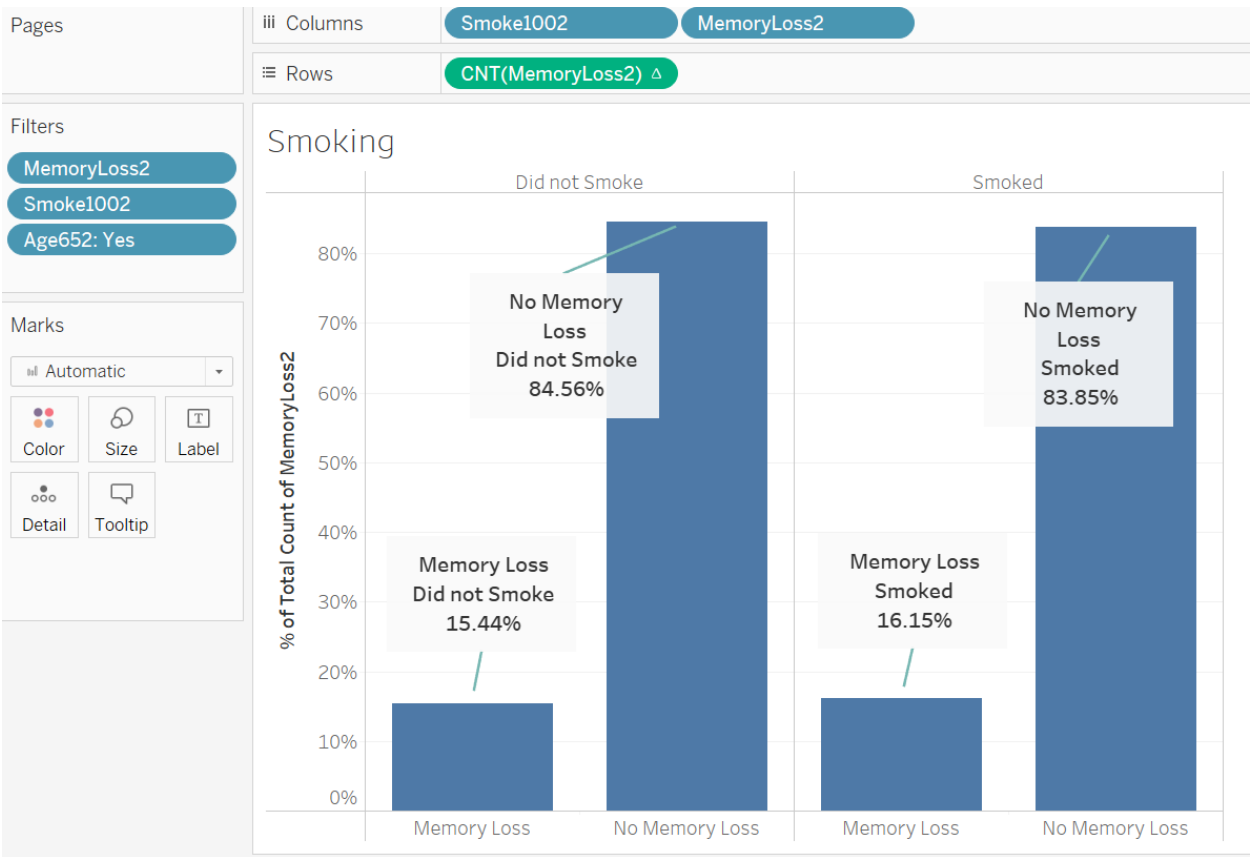 Pages
iii Columns
Smoke1002
MemoryLoss2
Rows
CNT(MemoryLoss2) Δ
Filters
MemoryLoss2
Smoke1002
Age652: Yes
Marks
Automatic
Color
Size
T
Label
Detail
Tooltip
Smoking
Did not Smoke
Smoked
% of Total Count of MemoryLoss2
80%
70%
60%
50%
40%
30%
20%
10%
0%
No Memory
Loss
Did not Smoke
84.56%
No Memory
Loss
Smoked
83.85%
Memory Loss
Did not Smoke
15.44%
Memory Loss
Smoked
16.15%
Memory Loss
No Memory Loss
Memory Loss
No Memory Loss